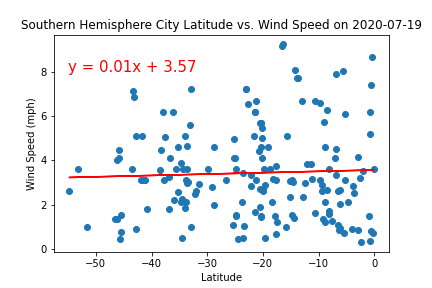 Southern Hemisphere City Latitude vs. Wind Speed on 2020-07-19
y = 0.01x + 3.57
Wind Speed (mph)
8
6
4
2
0
−50
−40
−30
−20
−10
0
Latitude